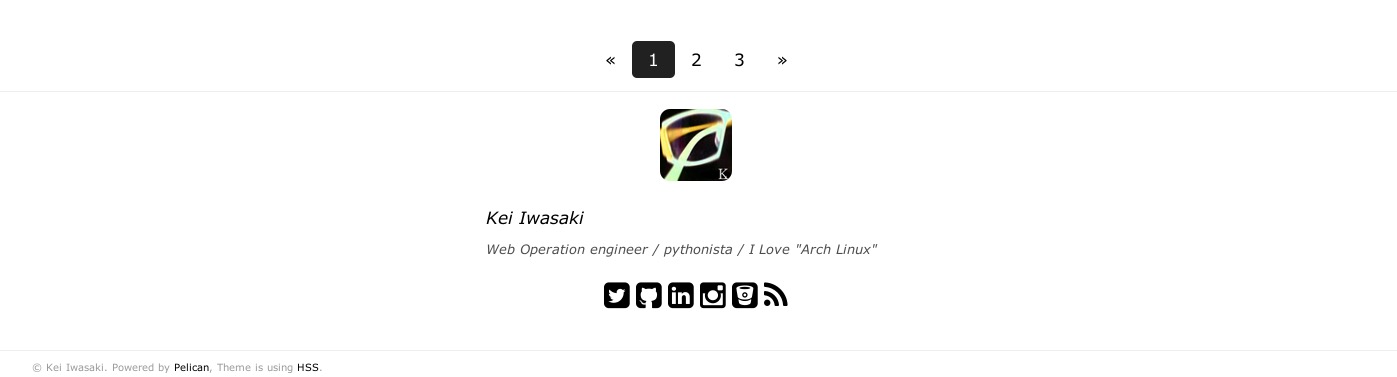 « 1 2 3 »
K
Kei Iwasaki
Web Operation engineer / pythonista / I Love "Arch Linux"
© Kei Iwasaki. Powered by Pelican, Theme is using HSS.